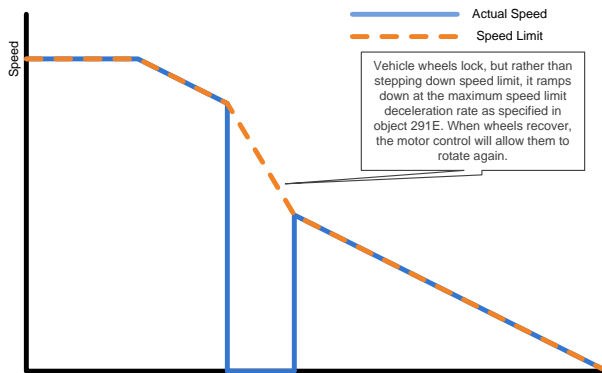 Actual Speed
Speed Limit
Speed
Vehicle wheels lock, but rather than
stepping down speed limit, it ramps
down at the maximum speed limit
deceleration rate as specified in
object 291E. When wheels recover,
the motor control will allow them to
rotate again.